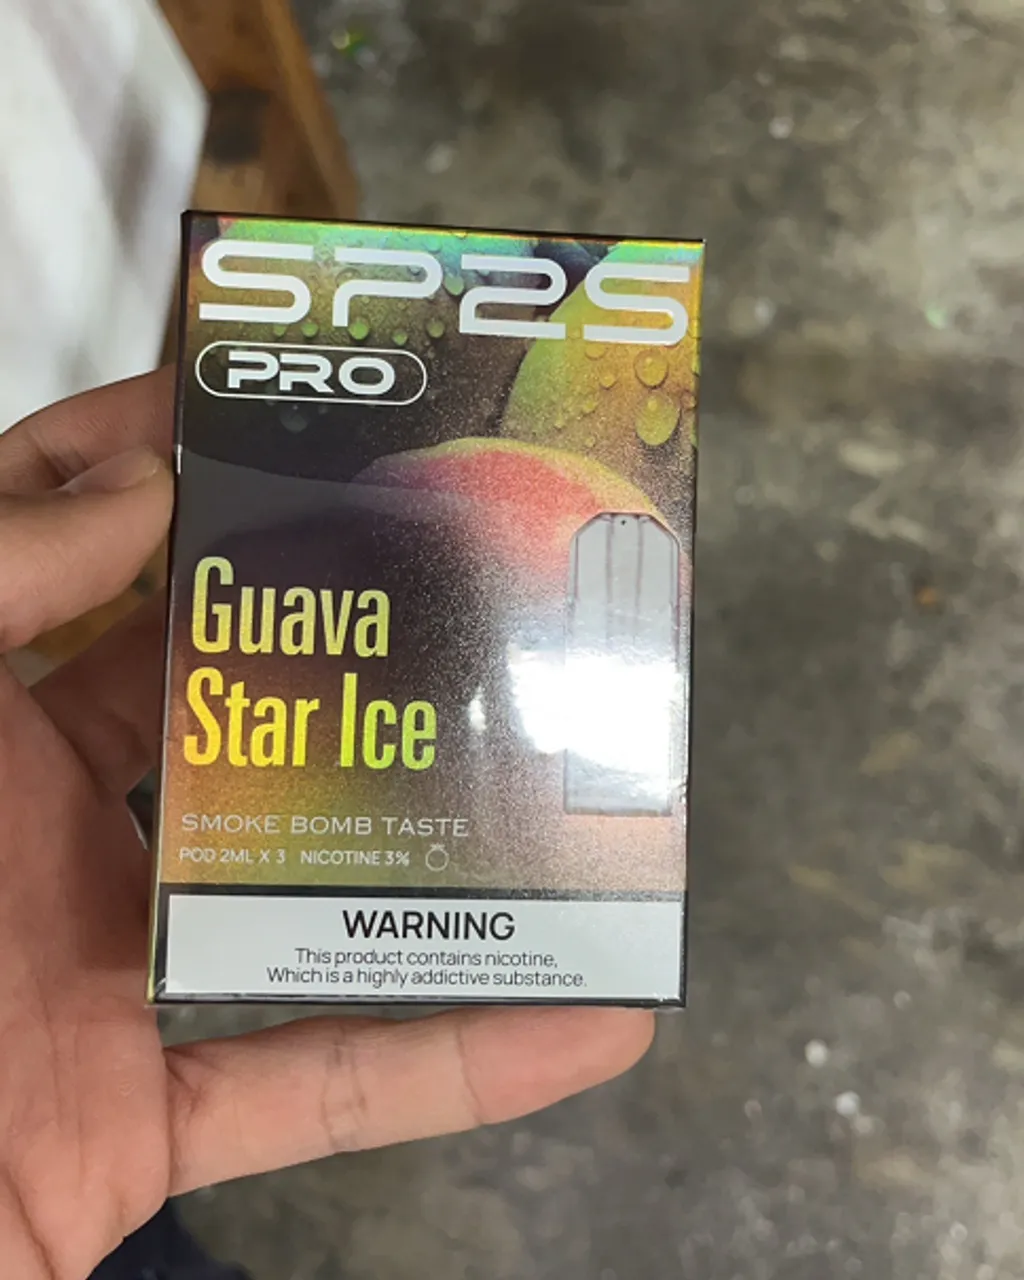 SP2S
PRO
Guava
Star Ice
SMOKE BOMB TASTE
POD 2ML X 3 NICOTINE 3%
WARNING
This product contains nicotine,
Which is a highly addictive substance.